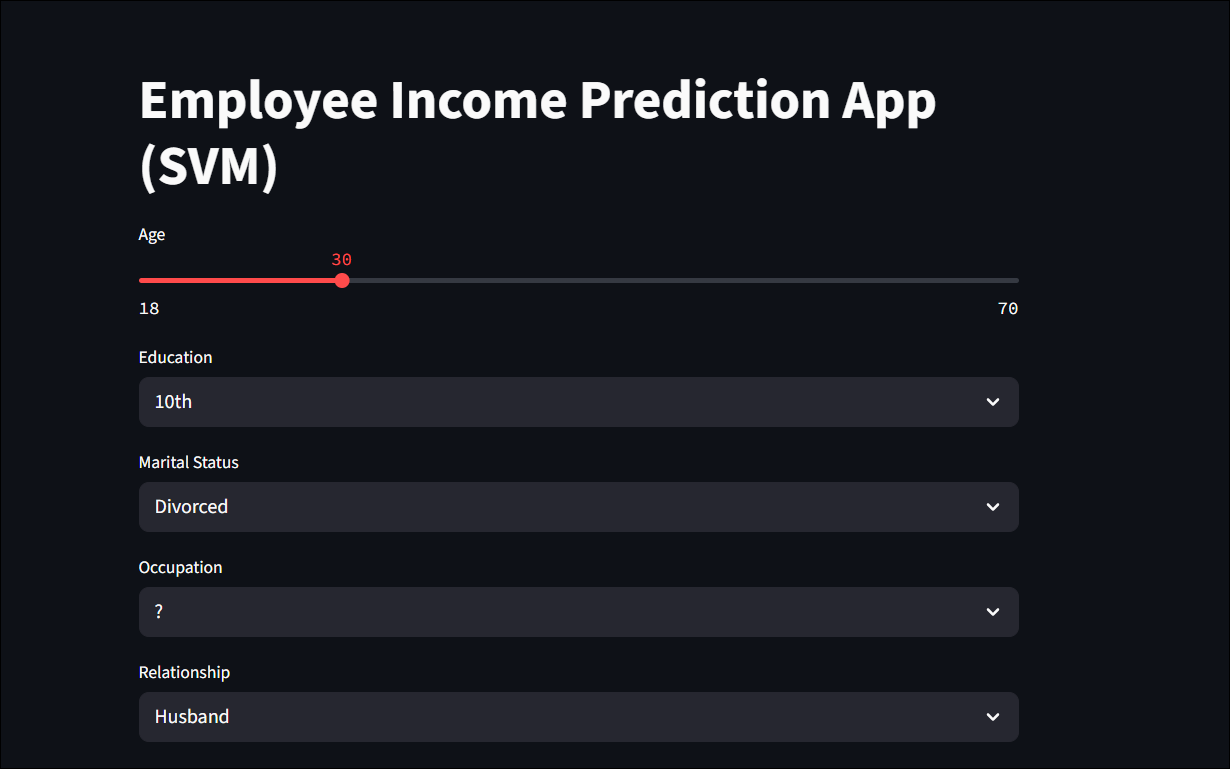 Employee Income Prediction App
(SVM)
Age
30
18 70
Education
10th
Marital Status
Divorced
Occupation
?
Relationship
Husband